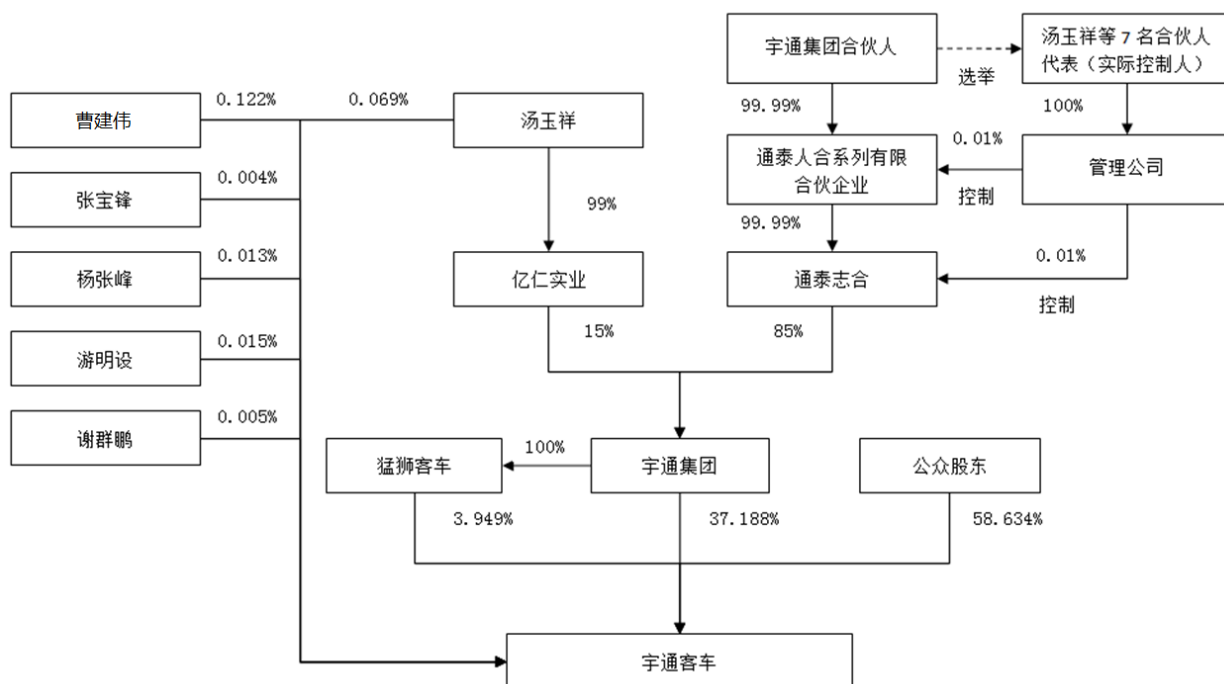 宇通集团合伙人
选举
汤玉祥等 7 名合伙人
代表（实际控制人）
曹建伟
0.122%
0.069%
汤玉祥
99.99%
100%
通泰人合系列有限
合伙企业
0.01%
控制
管理公司
张宝锋
0.004%
99%
99.99%
杨张峰
0.013%
亿仁实业
通泰志合
0.01%
控制
游明设
0.015%
15%
85%
谢群鹏
0.005%
猛狮客车
100%
宇通集团
公众股东
3.949%
37.188%
58.634%
宇通客车